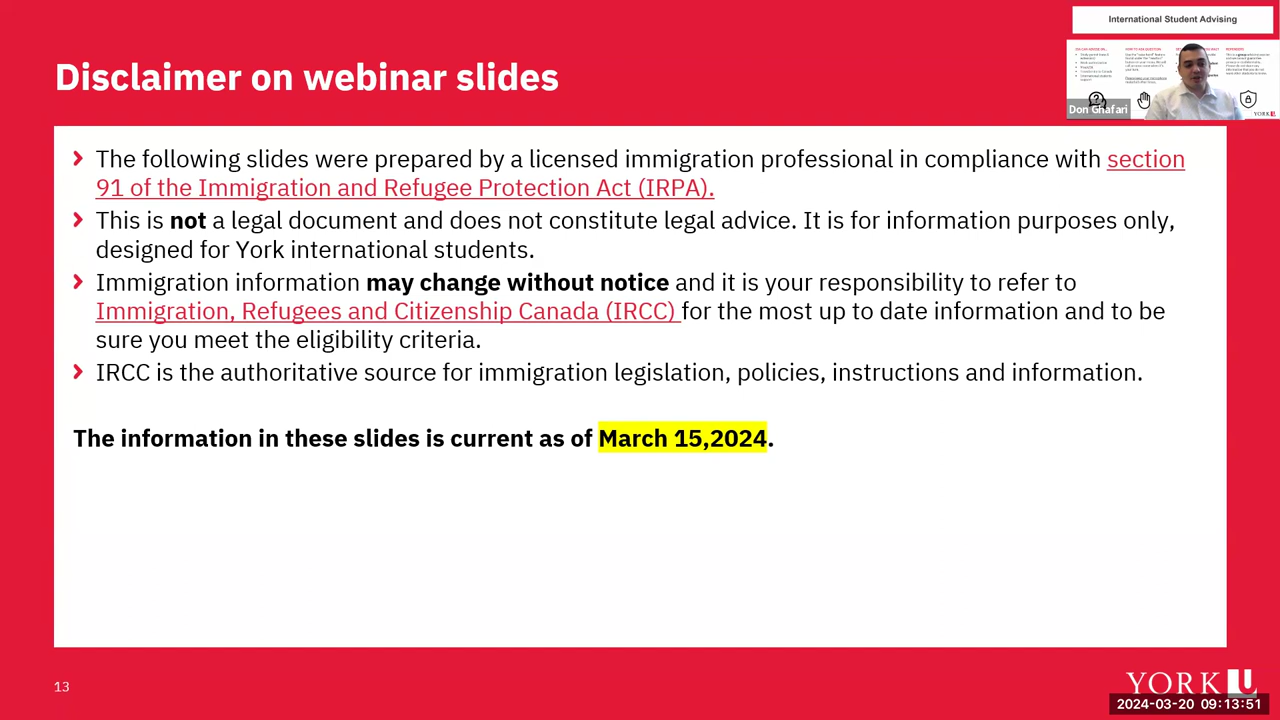 International Student Advising
Disclaimer on webinar slides
Don Ghafari
The following slides were prepared by a licensed immigration professional in compliance with section
91 of the Immigration and Refugee Protection Act (IRPA).
This is not a legal document and does not constitute legal advice. It is for information purposes only,
designed for York international students.
Immigration information may change without notice and it is your responsibility to refer to
Immigration, Refugees and Citizenship Canada (IRCC) for the most up to date information and to be
sure you meet the eligibility criteria.
IRCC is the authoritative source for immigration legislation, policies, instructions and information.
The information in these slides is current as of March 15,2024.
13
YORK U
2024-03-20 09:13:51